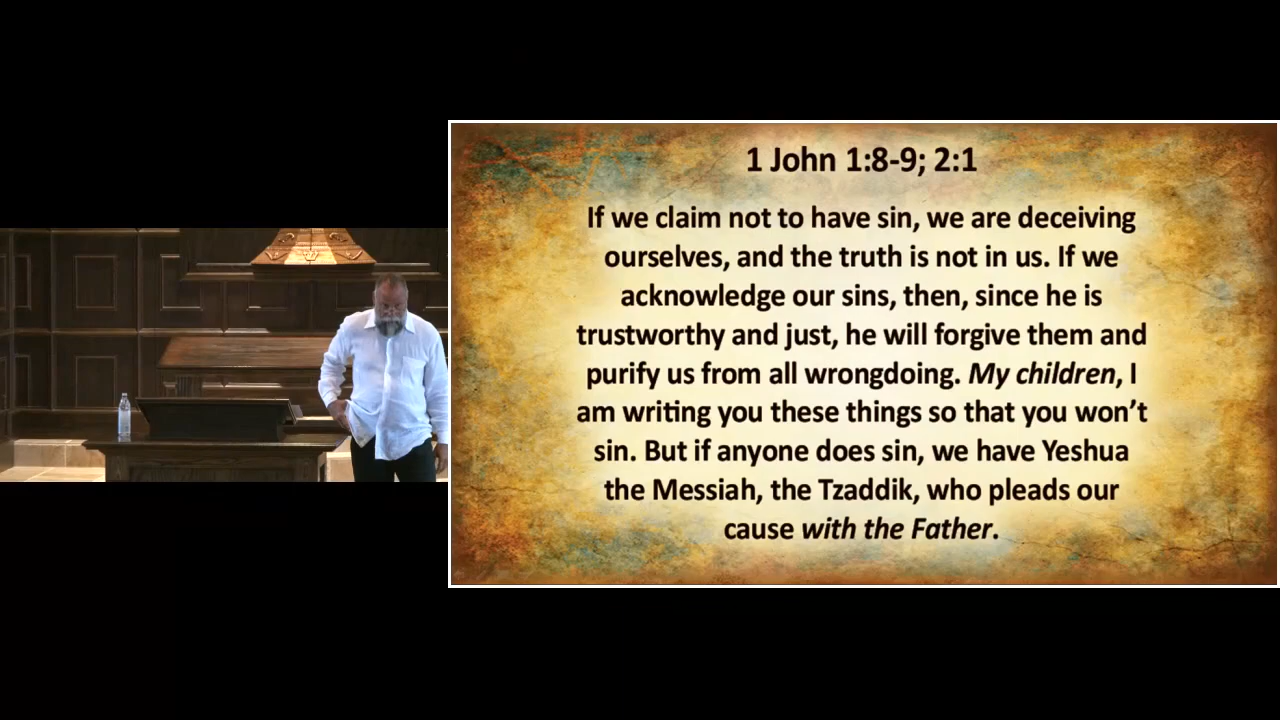 1 John 1:8-9; 2:1
If we claim not to have sin, we are deceiving
ourselves, and the truth is not in us. If we
acknowledge our sins, then, since he is
trustworthy and just, he will forgive them and
purify us from all wrongdoing. My children, I
am writing you these things so that you won’t
sin. But if anyone does sin, we have Yeshua
the Messiah, the Tzaddik, who pleads our
cause with the Father.